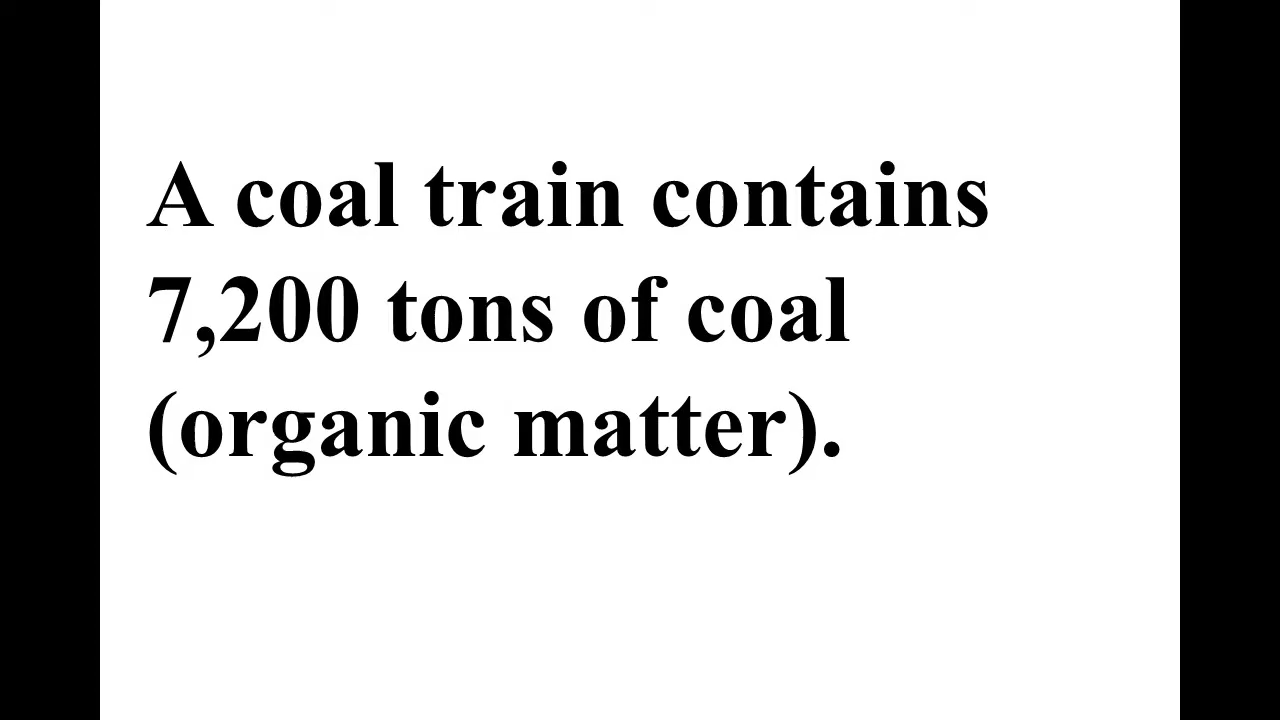 A coal train contains
7,200 tons of coal
(organic matter).